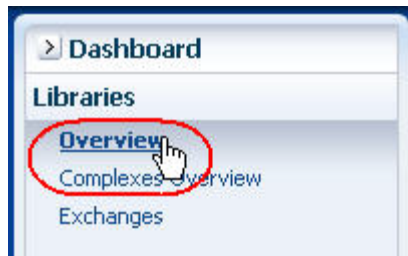 Dashboard
Libraries
Overview
Complexes Overview
Exchanges